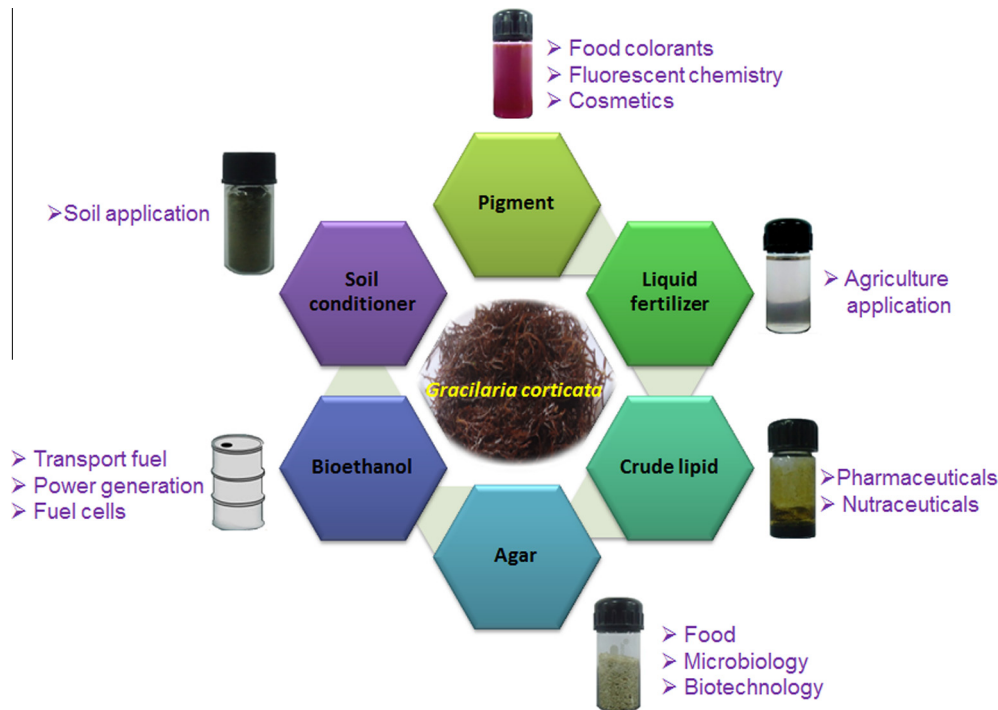 ➢ Food colorants
➢ Fluorescent chemistry
➢ Cosmetics
Pigment
➢Soil application
Soil
conditioner
Liquid
fertilizer
➢ Agriculture
application
Gracilaria corticata
➢ Transport fuel
➢ Power generation
➢ Fuel cells
Bioethanol
Crude lipid
➢Pharmaceuticals
➢ Nutraceuticals
Agar
➢ Food
➢ Microbiology
➢ Biotechnology